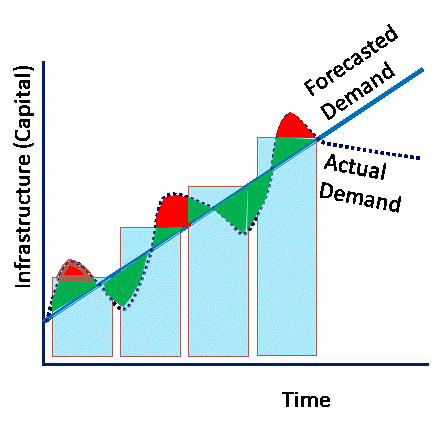 Infrastructure (Capital)
Forecasted
Demand
Actual
Demand
Time